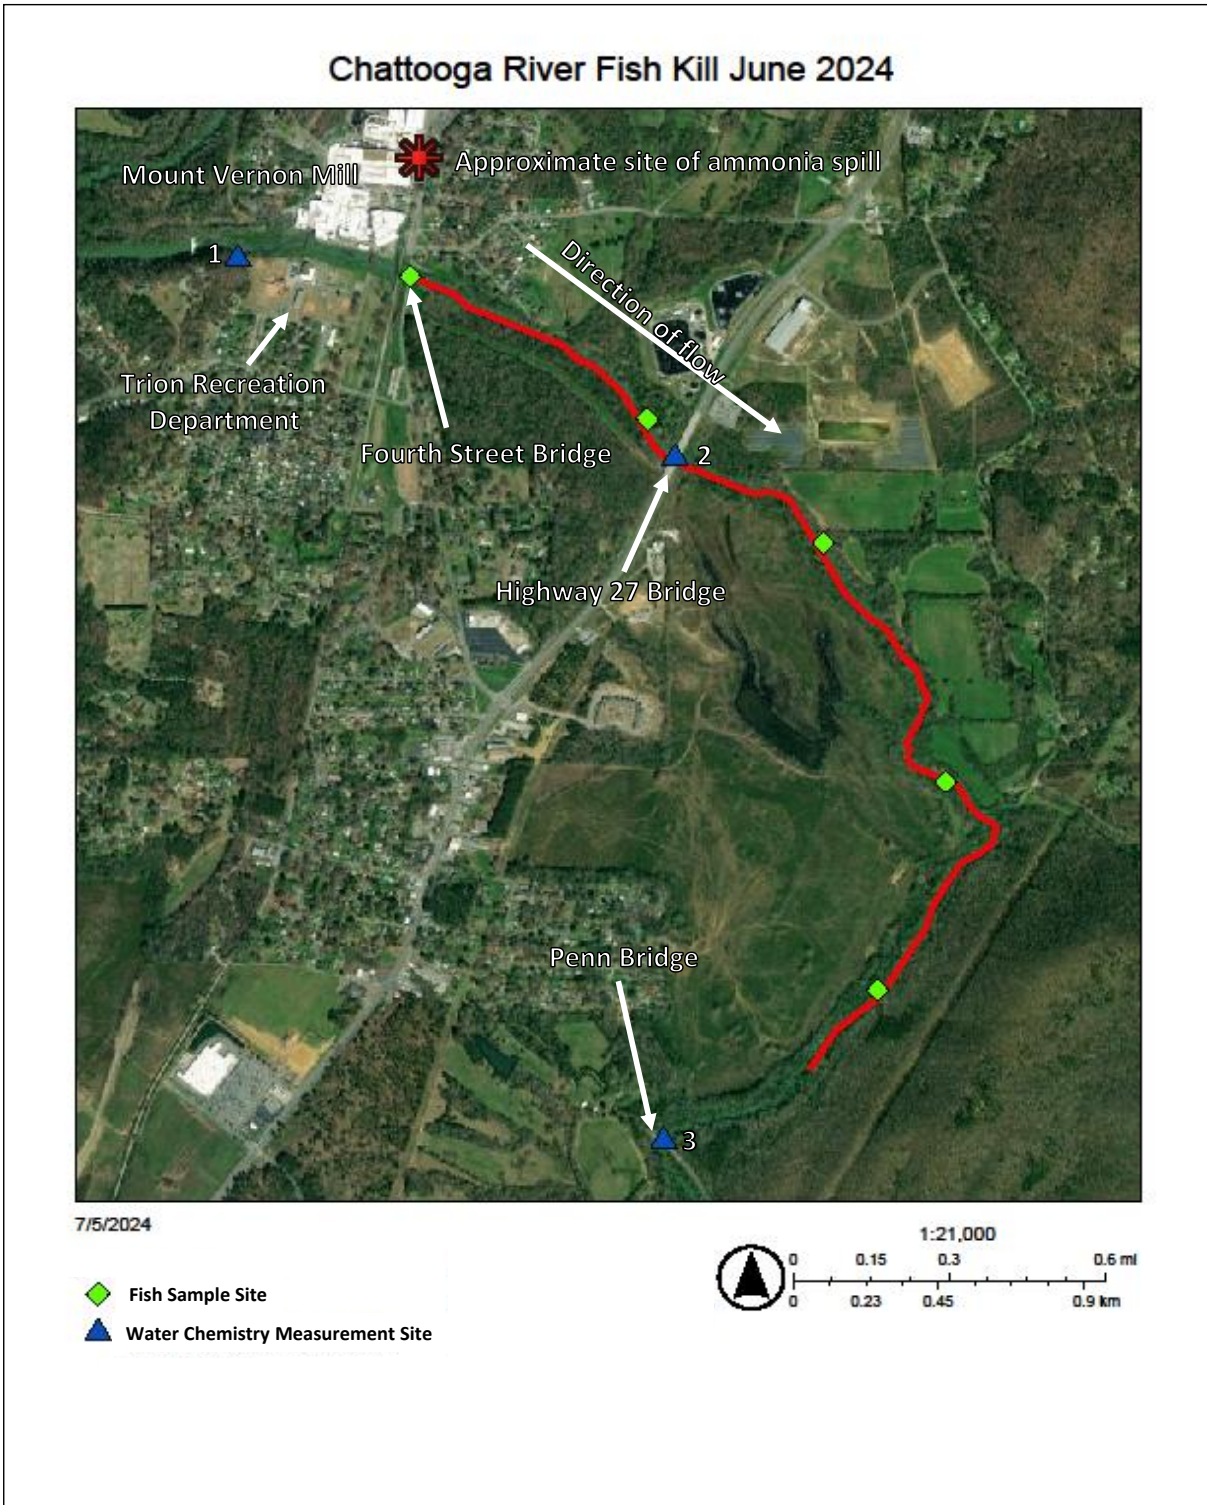 Chattooga River Fish Kill June 2024
Mount Vernon Mill
Approximate site of ammonia spill
1
Direction of flow
Trion Recreation
Department
Fourth Street Bridge
2
Highway 27 Bridge
Penn Bridge
3
7/5/2024
1:21,000
0 0.15 0.3 0.6 mi
0 0.23 0.45 0.9 km
Fish Sample Site
Water Chemistry Measurement Site